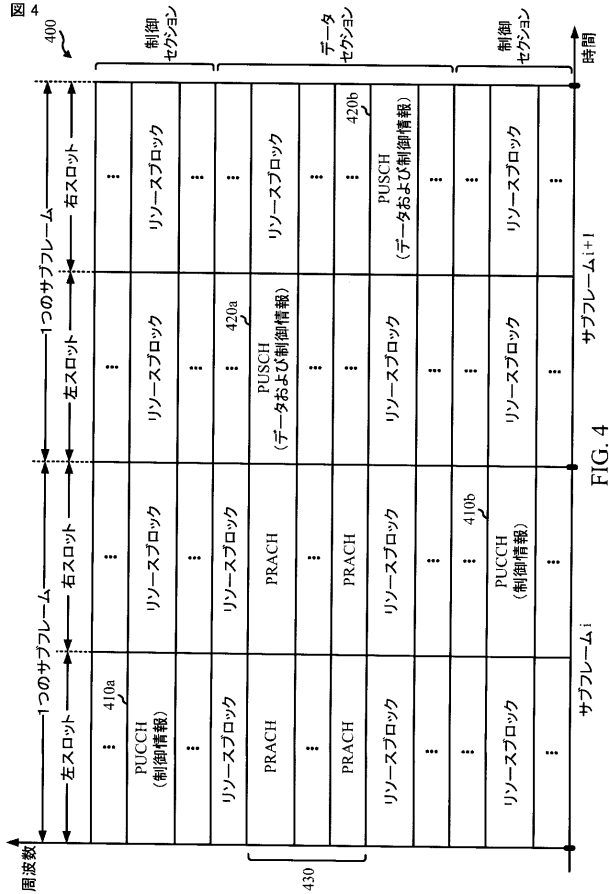 図 4
400
周波数
1つのサブフレーム
1つのサブフレーム
左スロット
右スロット
左スロット
右スロット
410a
⋮
⋮
⋮
⋮
制御
セクション
PUCCH
(制御情報)
リソースブロック
リソースブロック
リソースブロック
⋮
⋮
⋮
⋮
420a
リソースブロック
リソースブロック
⋮
⋮
データ
セクション
430
PRACH
PRACH
PUSCH
(データおよび制御情報)
リソースブロック
⋮
⋮
⋮
⋮
PRACH
PRACH
⋮
⋮
420b
リソースブロック
リソースブロック
リソースブロック
PUSCH
(データおよび制御情報)
⋮
⋮
⋮
⋮
410b
⋮
⋮
⋮
⋮
制御
セクション
リソースブロック
PUCCH
(制御情報)
リソースブロック
リソースブロック
⋮
⋮
⋮
⋮
時間
サブフレーム i
サブフレーム i+1
FIG. 4